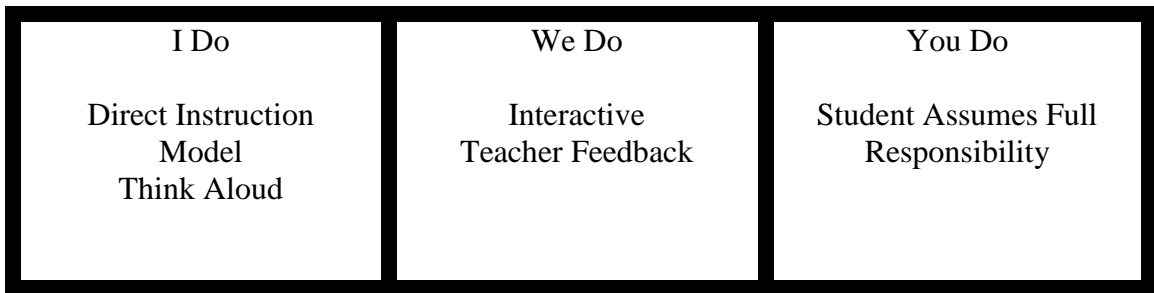 I Do
Direct Instruction
Model
Think Aloud
We Do
Interactive
Teacher Feedback
You Do
Student Assumes Full
Responsibility